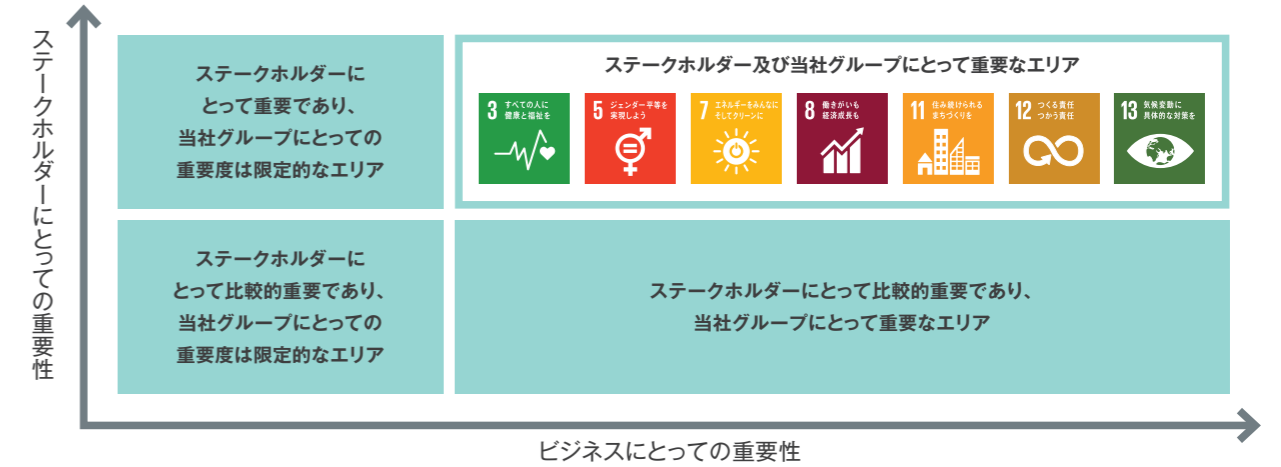 ステークホルダーにとっての重要性
ステークホルダーに
とって重要であり、
当社グループにとっての
重要度は限定的なエリア
ステークホルダー及び当社グループにとって重要なエリア
3 すべての人に
健康と福祉を
5 ジェンダー平等を
実現しよう
7 エネルギーをみんなに
そしてクリーンに
8 働きがいも
経済成長も
11 住み続けられる
まちづくりを
12 つくる責任
つかう責任
13 気候変動に
具体的な対策を
ステークホルダーに
とって比較的重要であり、
当社グループにとっての
重要度は限定的なエリア
ステークホルダーにとって比較的重要であり、
当社グループにとって重要なエリア
ビジネスにとっての重要性